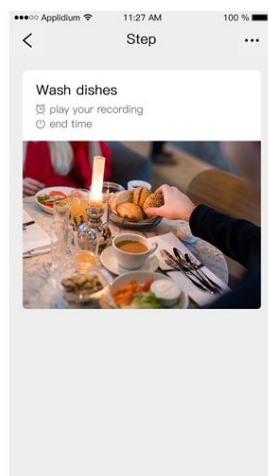 Applidium 11:27 AM 100 %
Step
Wash dishes
play your recording
end time